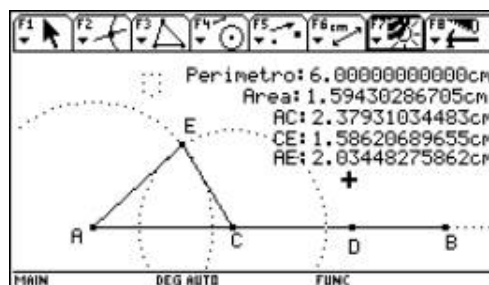 F1 F2 F3 F4 F5 F6 cm F7 F8
Perimetro:6.00000000000cm
Area:1.59430286705cm
AC:2.37931034483cm
CE:1.58620689655cm
AE:2.03448275862cm
E
A C D B
MAIN DEG AUTO FUNC